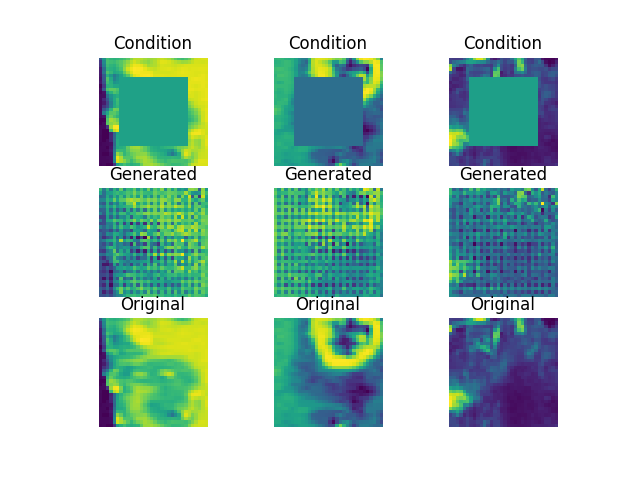 Condition Condition Condition
Generated Generated Generated
Original Original Original